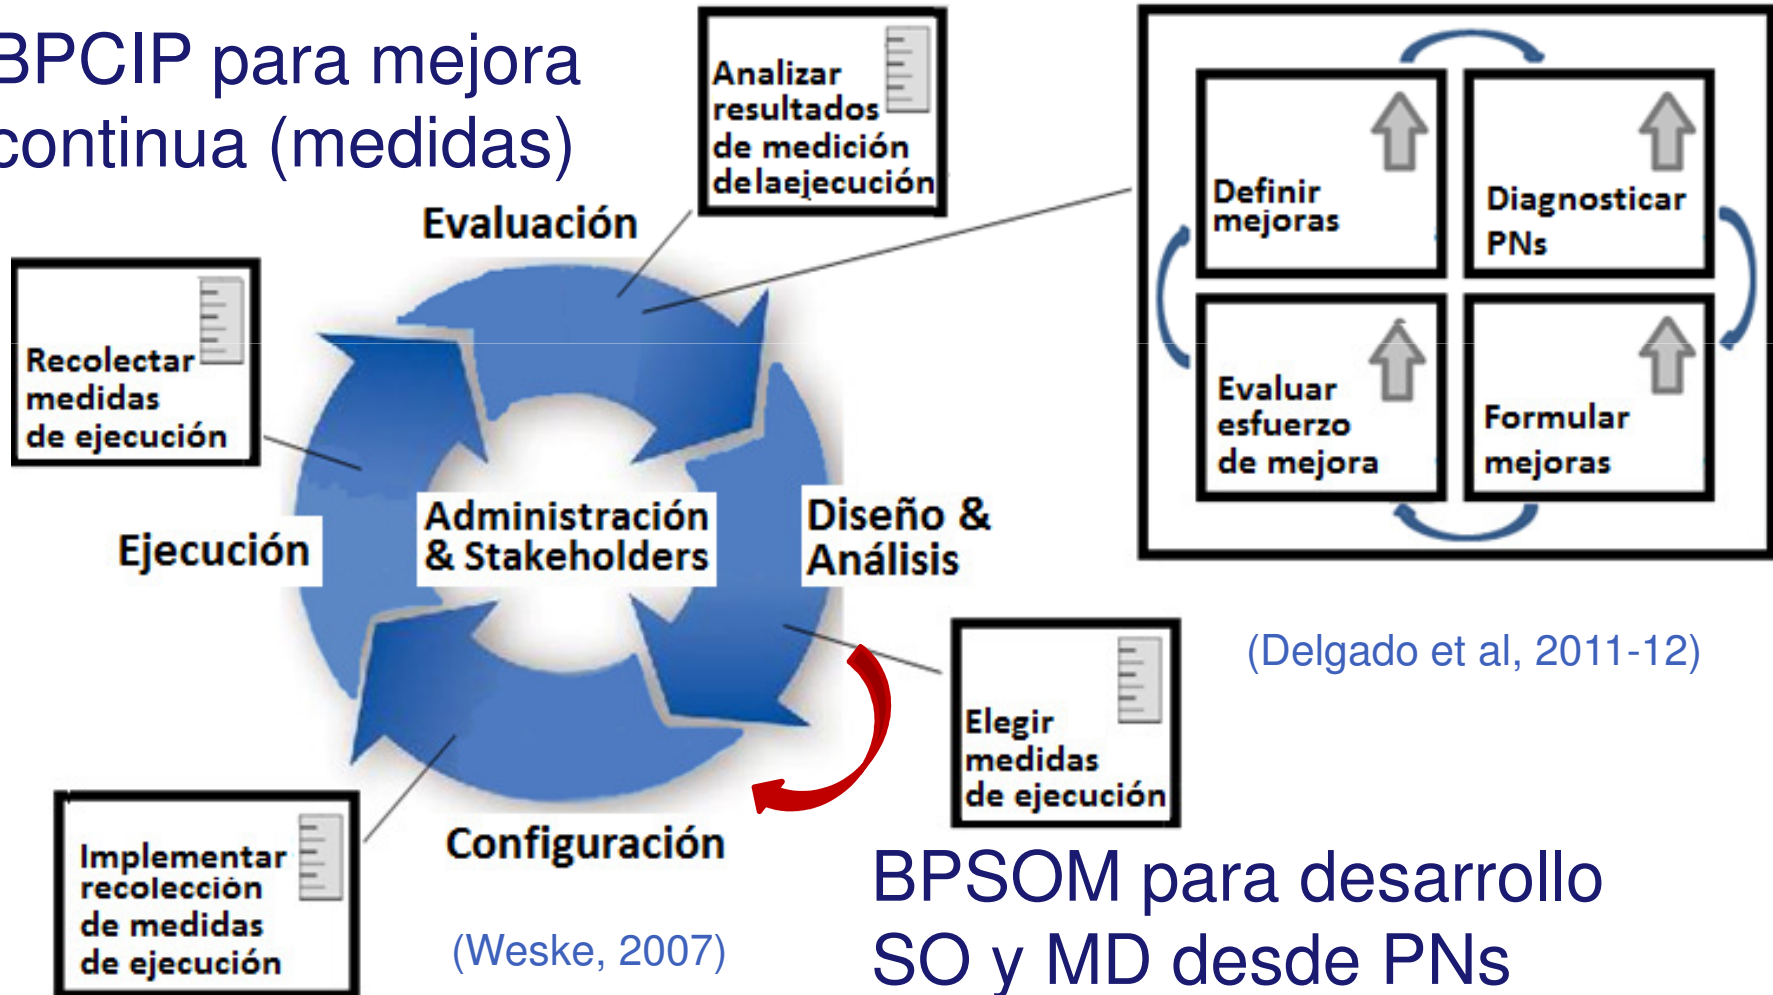 BPCIP para mejora
continua (medidas)
Analizar
resultados
de medición
delaejecución
Evaluación
Definir
mejoras
Diagnosticar
PNs
Evaluar
esfuerzo
de mejora
Formular
mejoras
Recolectar
medidas
de ejecución
Ejecución
Administración
& Stakeholders
Diseño &
Análisis
(Delgado et al, 2011-12)
Elegir
medidas
de ejecución
Configuración
Implementar
recolección
de medidas
de ejecución
(Weske, 2007)
BPSOM para desarrollo
SO y MD desde PNs